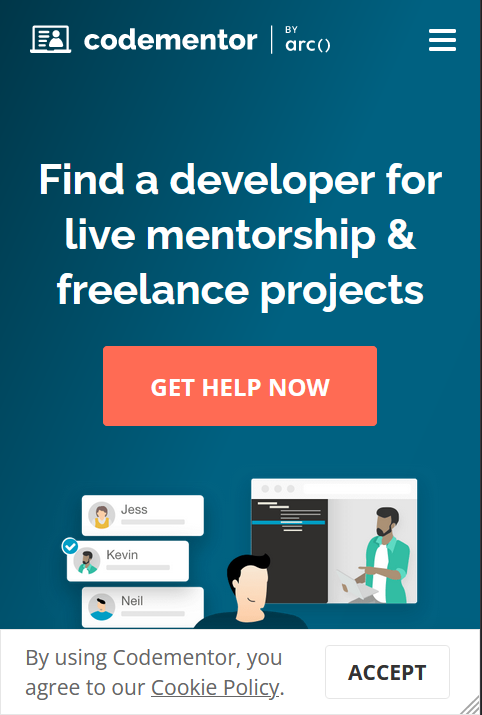 codementor
BY
arc()
Find a developer for
live mentorship &
freelance projects
GET HELP NOW
Jess
Kevin
Neil
By using Codementor, you
agree to our Cookie Policy.
ACCEPT